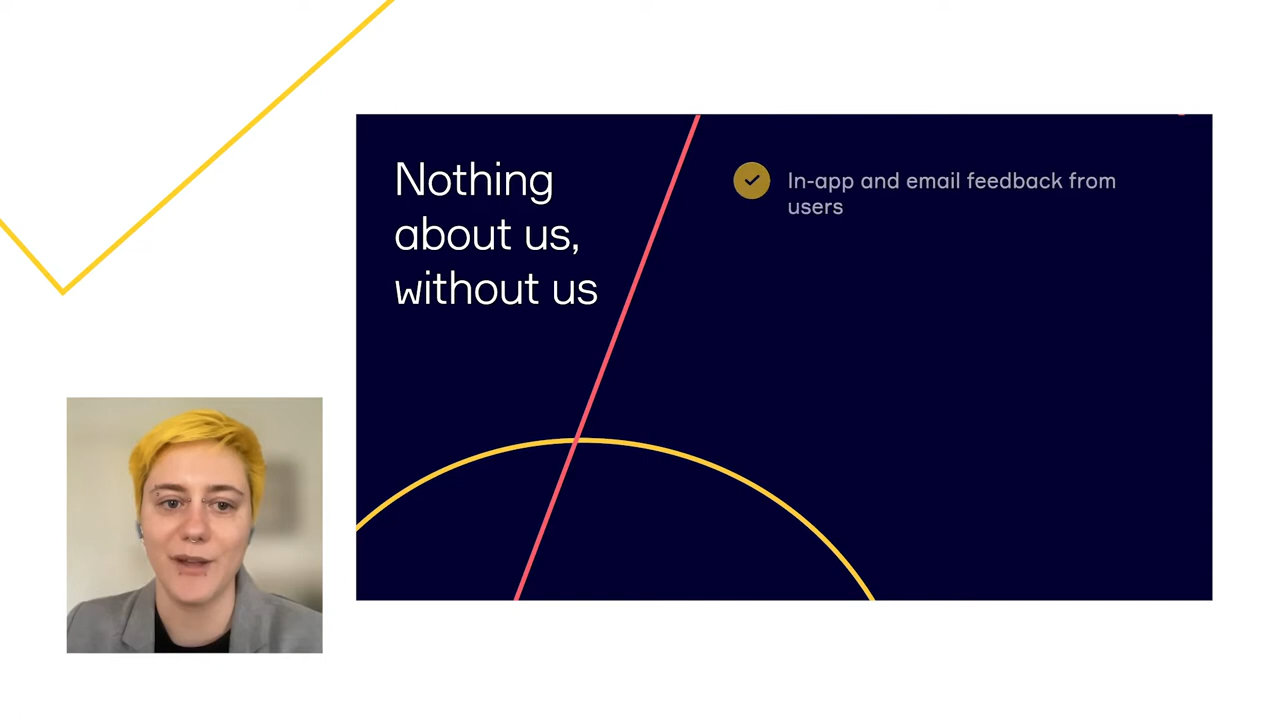 Nothing
about us,
without us
In-app and email feedback from
users